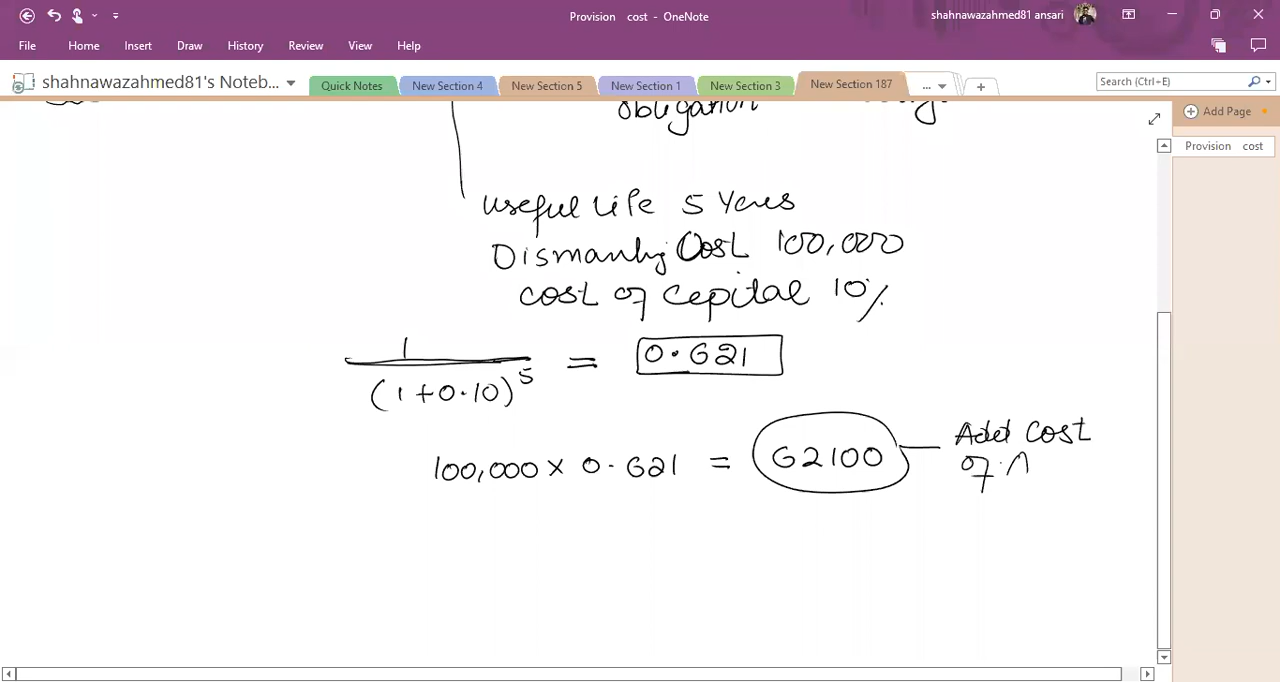 Provision cost - OneNote
shahnawazahmed81 ansari
File Home Insert Draw History Review View Help
shahnawazahmed81's Noteb... Quick Notes New Section 4 New Section 5 New Section 1 New Section 3 New Section 187 ... + Search (Ctrl+E)
Add Page
Provision cost
obligation
Useful Life 5 Years
Dismantling Cost 100,000
Cost of Capital 10%
1
(1+0.10)^5 = 0.621
100,000 × 0.621 = 62100 Add Cost
of A